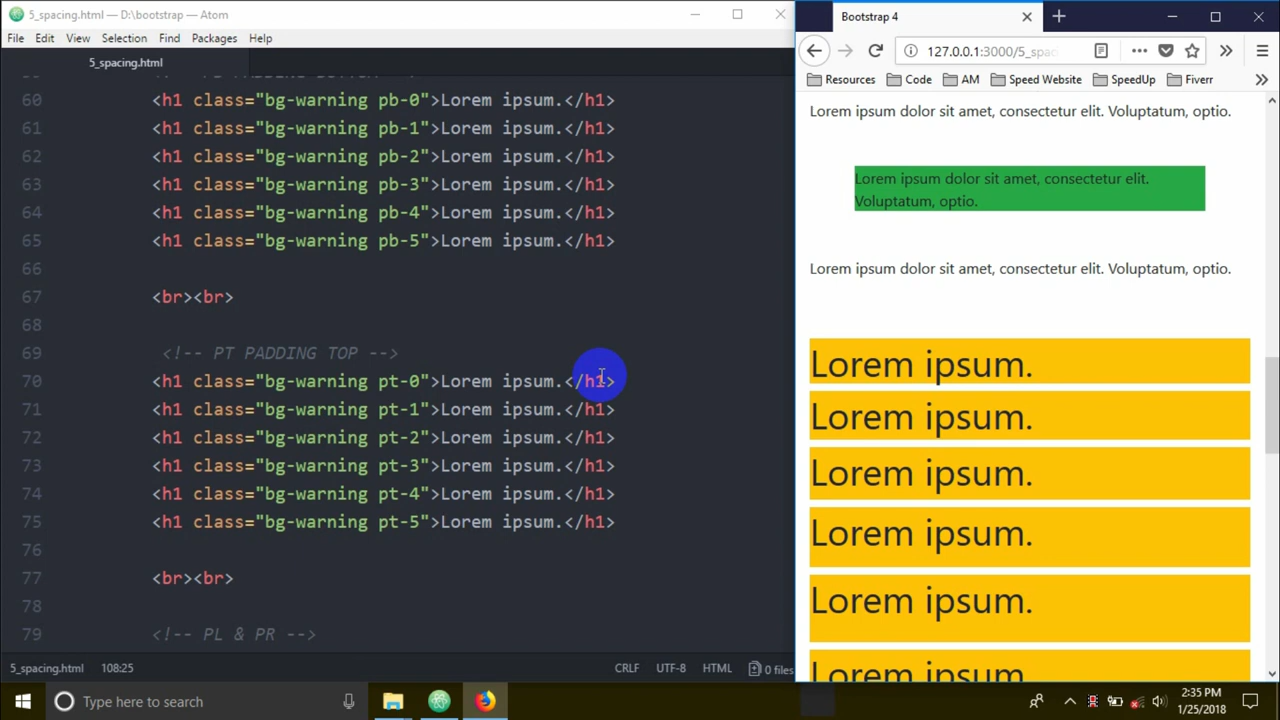 5_spacing.html — D:\bootstrap — Atom
File Edit View Selection Find Packages Help
5_spacing.html
60 <h1 class="bg-warning pb-0">Lorem ipsum.</h1>
61 <h1 class="bg-warning pb-1">Lorem ipsum.</h1>
62 <h1 class="bg-warning pb-2">Lorem ipsum.</h1>
63 <h1 class="bg-warning pb-3">Lorem ipsum.</h1>
64 <h1 class="bg-warning pb-4">Lorem ipsum.</h1>
65 <h1 class="bg-warning pb-5">Lorem ipsum.</h1>
66
67 <br><br>
68
69 <!-- PT PADDING TOP -->
70 <h1 class="bg-warning pt-0">Lorem ipsum.</h1>
71 <h1 class="bg-warning pt-1">Lorem ipsum.</h1>
72 <h1 class="bg-warning pt-2">Lorem ipsum.</h1>
73 <h1 class="bg-warning pt-3">Lorem ipsum.</h1>
74 <h1 class="bg-warning pt-4">Lorem ipsum.</h1>
75 <h1 class="bg-warning pt-5">Lorem ipsum.</h1>
76
77 <br><br>
78
79 <!-- PL & PR -->
5_spacing.html 108:25 CRLF UTF-8 HTML 0 files
Bootstrap 4
127.0.0.1:3000/5_spac
Resources Code AM Speed Website SpeedUp Fiverr
Lorem ipsum dolor sit amet, consectetur elit. Voluptatum, optio.
Lorem ipsum dolor sit amet, consectetur elit.
Voluptatum, optio.
Lorem ipsum dolor sit amet, consectetur elit. Voluptatum, optio.
Lorem ipsum.
Lorem ipsum.
Lorem ipsum.
Lorem ipsum.
Lorem ipsum.
Lorem ipsum.
Type here to search
2:35 PM
1/25/2018